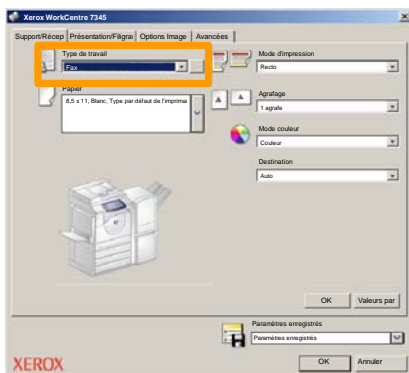 Xerox WorkCentre 7345
Support/Récep Présentation/Filigra Options Image Avancées
Type de travail
Fax
Papier
8,5 x 11, Blanc, Type par défaut de l'imprima
Mode d'impression
Recto
Agrafage
1 agrafe
Mode couleur
Couleur
Destination
Auto
OK Valeurs par
Paramètres enregistrés
Paramètres enregistrés
XEROX
OK Annuler